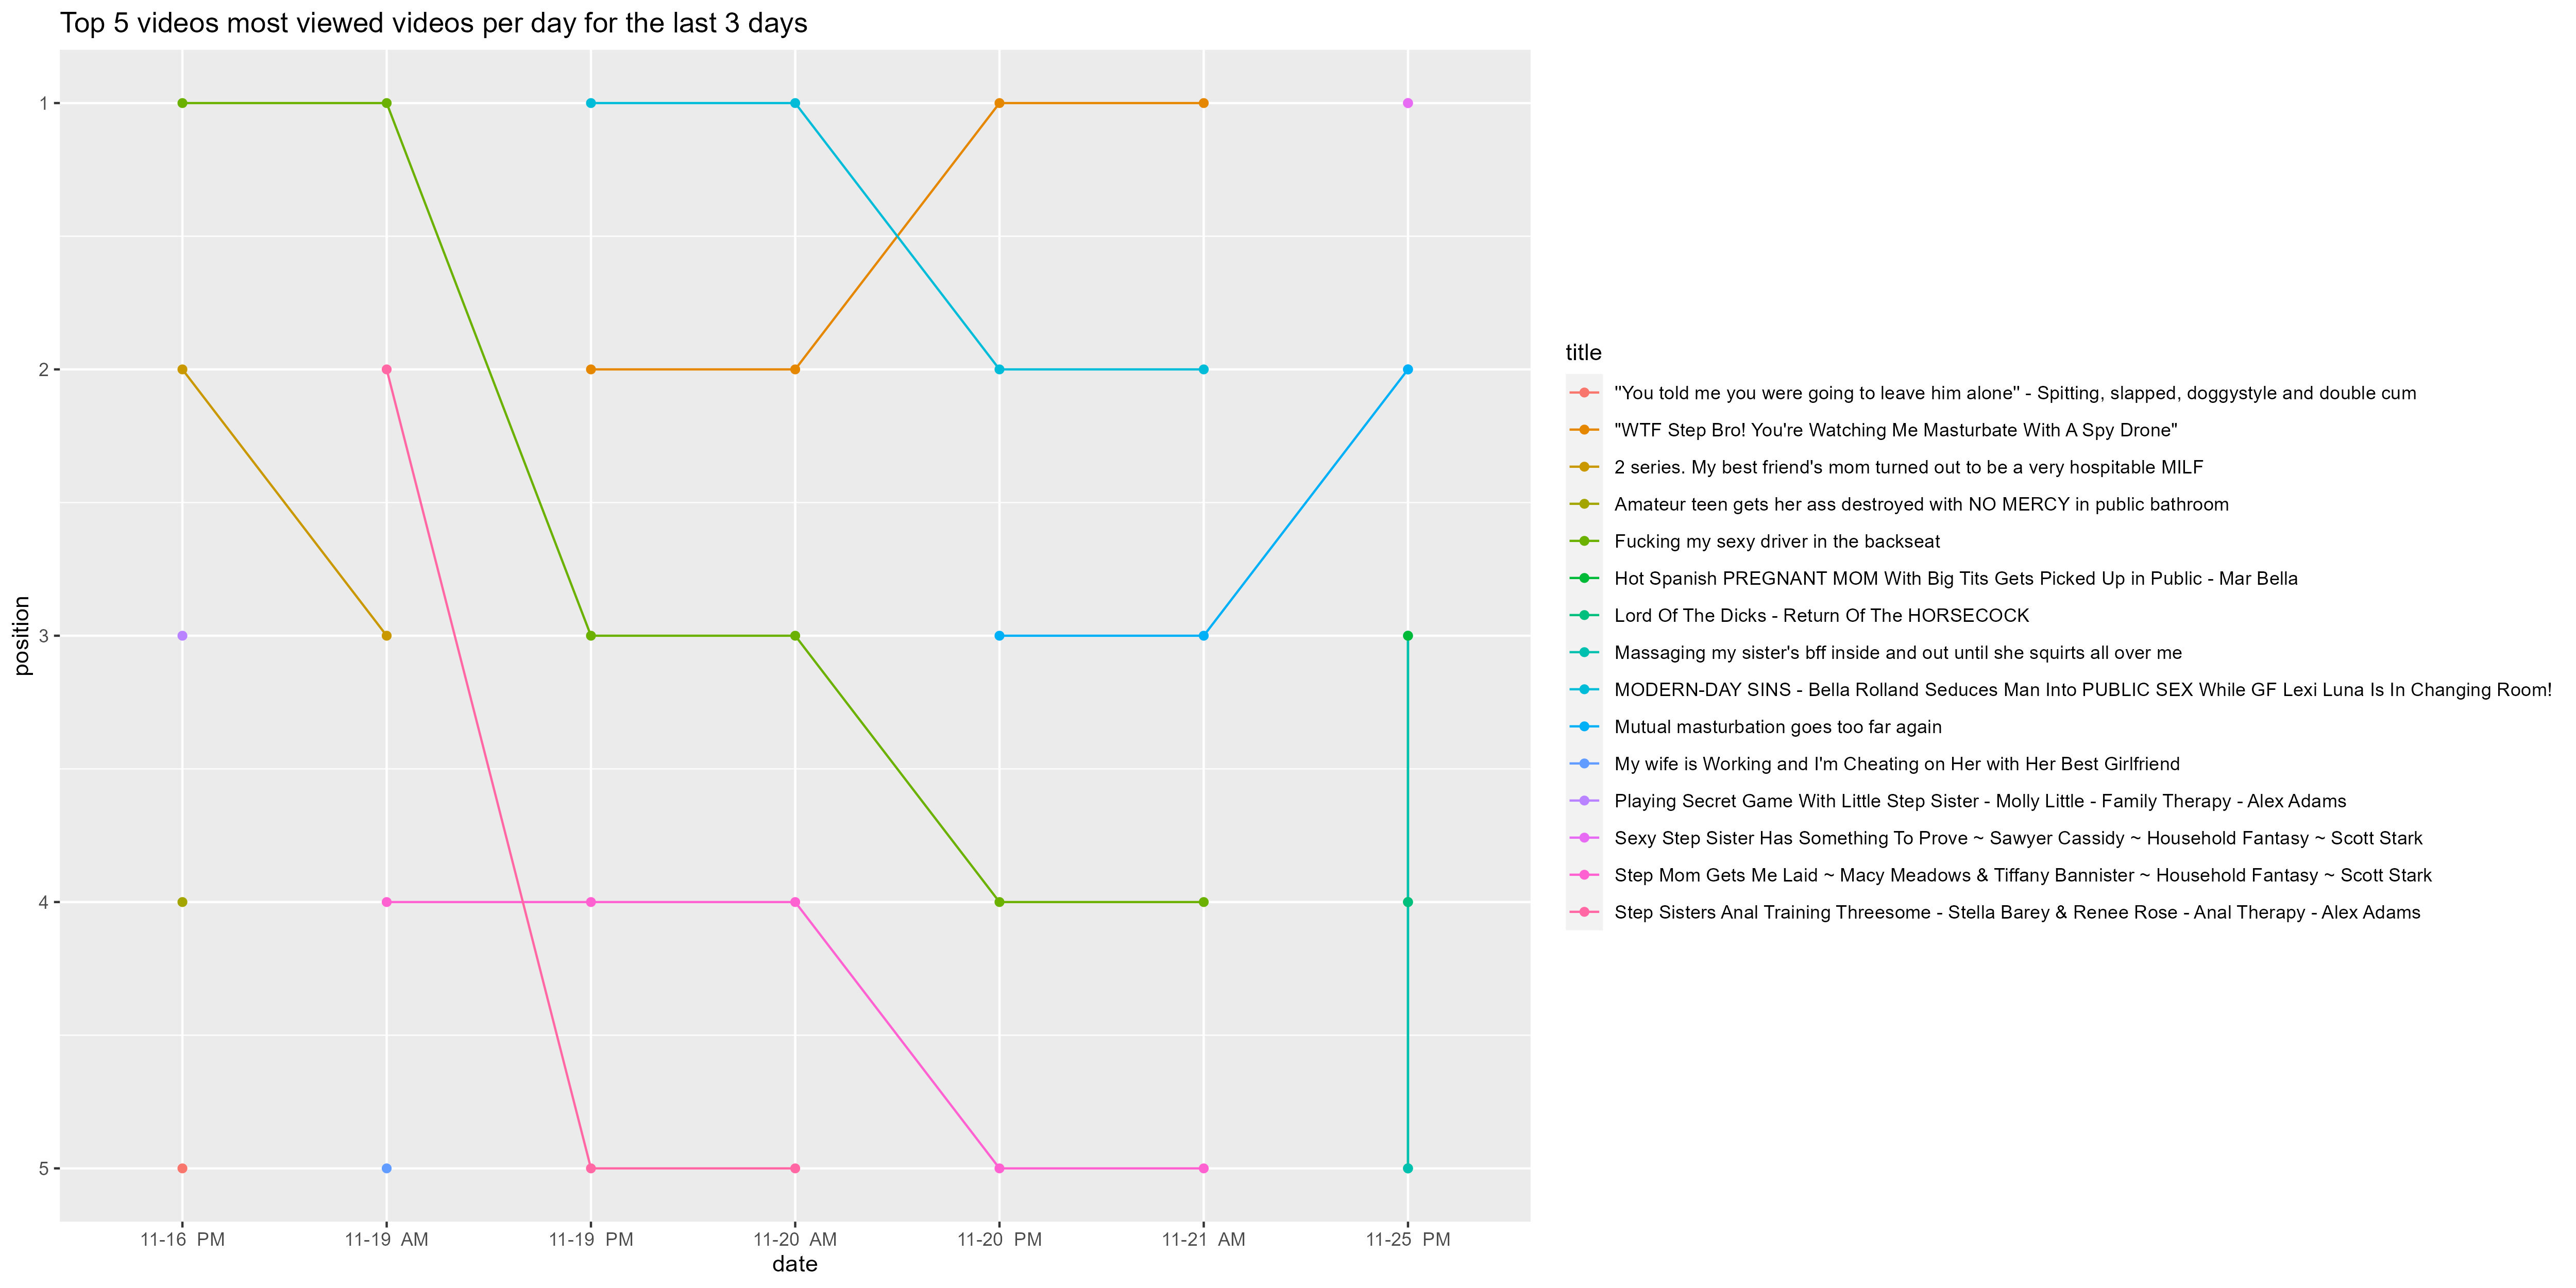 Top 5 videos most viewed videos per day for the last 3 days
position
1
2
3
4
5
11-16 PM
11-19 AM
11-19 PM
11-20 AM
11-20 PM
11-21 AM
11-25 PM
date
title
"You told me you were going to leave him alone" - Spitting, slapped, doggystyle and double cum
"WTF Step Bro! You're Watching Me Masturbate With A Spy Drone"
2 series. My best friend's mom turned out to be a very hospitable MILF
Amateur teen gets her ass destroyed with NO MERCY in public bathroom
Fucking my sexy driver in the backseat
Hot Spanish PREGNANT MOM With Big Tits Gets Picked Up in Public - Mar Bella
Lord Of The Dicks - Return Of The HORSECOCK
Massaging my sister's bff inside and out until she squirts all over me
MODERN-DAY SINS - Bella Rolland Seduces Man Into PUBLIC SEX While GF Lexi Luna Is In Changing Room!
Mutual masturbation goes too far again
My wife is Working and I'm Cheating on Her with Her Best Girlfriend
Playing Secret Game With Little Step Sister - Molly Little - Family Therapy - Alex Adams
Sexy Step Sister Has Something To Prove ~ Sawyer Cassidy ~ Household Fantasy ~ Scott Stark
Step Mom Gets Me Laid ~ Macy Meadows & Tiffany Bannister ~ Household Fantasy ~ Scott Stark
Step Sisters Anal Training Threesome - Stella Barey & Renee Rose - Anal Therapy - Alex Adams